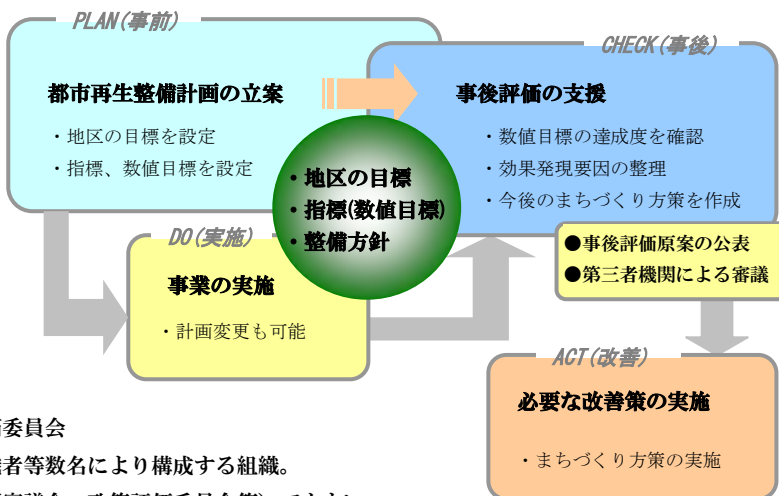 PLAN(事前)
都市再生整備計画の立案
・地区の目標を設定
・指標、数値目標を設定
CHECK(事後)
事後評価の支援
・数値目標の達成度を確認
・効果発現要因の整理
・今後のまちづくり方策を作成
・地区の目標
・指標(数値目標)
・整備方針
●事後評価原案の公表
●第三者機関による審議
DO(実施)
事業の実施
・計画変更も可能
ACT(改善)
必要な改善策の実施
・まちづくり方策の実施
委員会
者等数名により構成する組織。